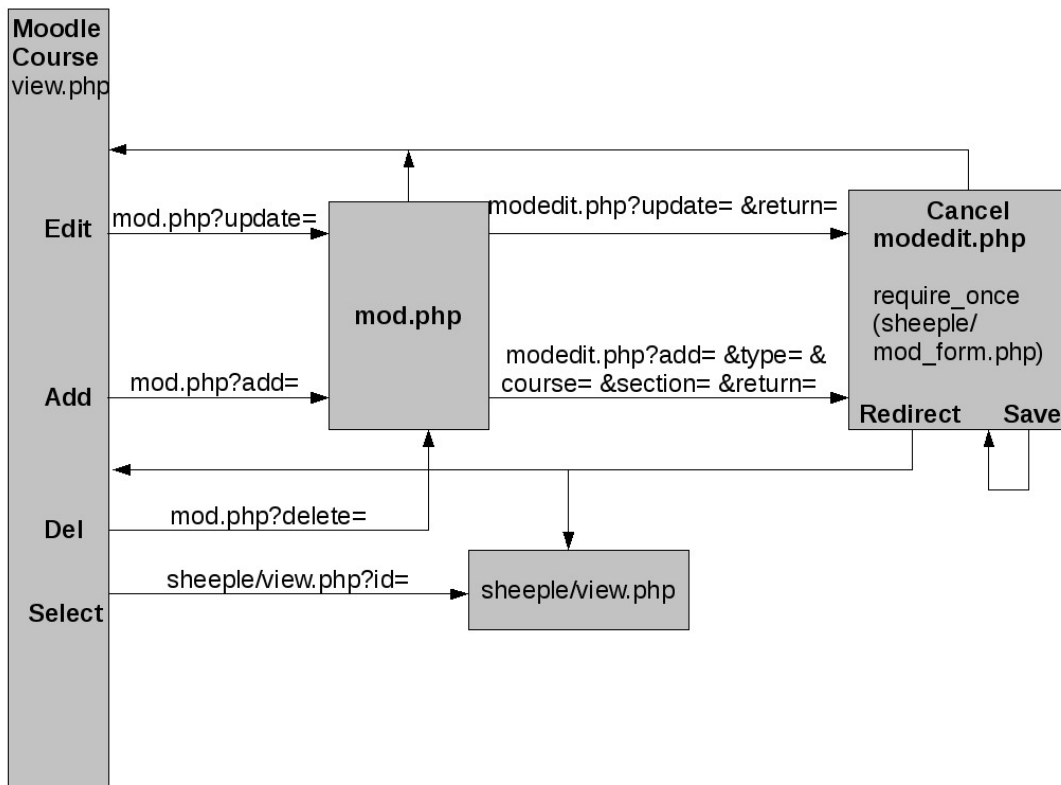 Moodle
Course
view.php
Edit
mod.php?update=
modedit.php?update= &return=
Cancel
modedit.php
require_once
(sheeple/
mod_form.php)
mod.php
modedit.php?add= &type= &
course= &section= &return=
Add
mod.php?add=
Redirect
Save
Del
mod.php?delete=
sheeple/view.php?id=
sheeple/view.php
Select